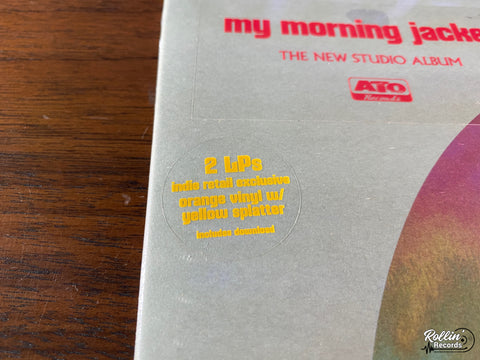 my morning jacke
THE NEW STUDIO ALBUM
ATO
Records
2 LPs
indie retail exclusive
orange vinyl w/
yellow splatter
includes download
Rollin'
Records